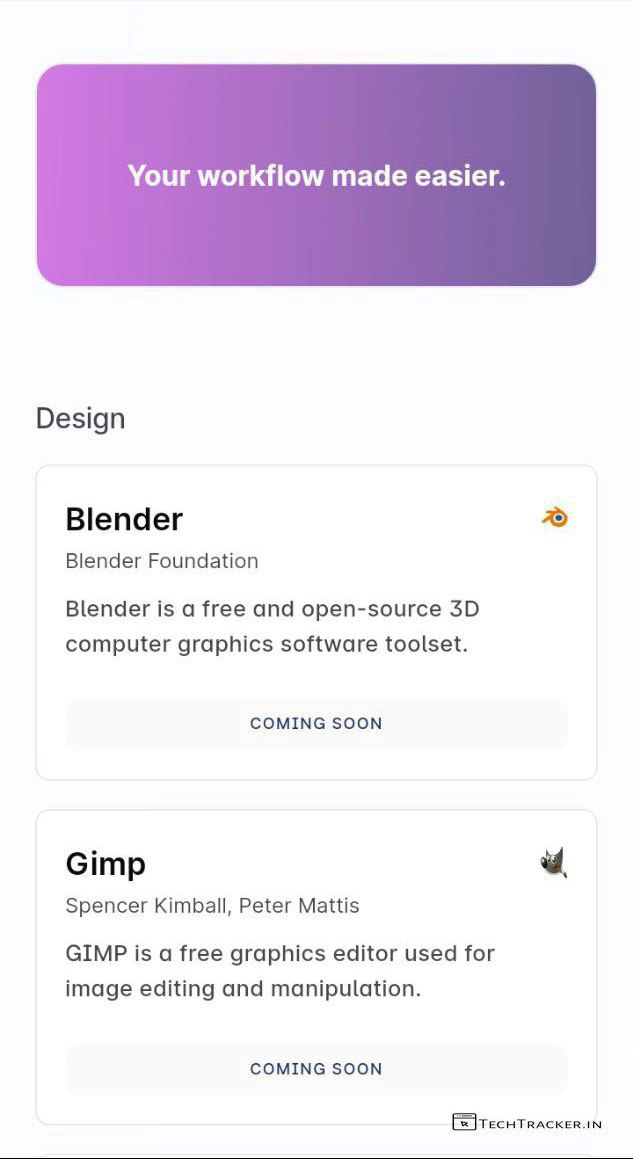 Your workflow made easier.
Design
Blender
Blender Foundation
Blender is a free and open-source 3D
computer graphics software toolset.
COMING SOON
Gimp
Spencer Kimball, Peter Mattis
GIMP is a free graphics editor used for
image editing and manipulation.
COMING SOON
TECHTRACKER.IN